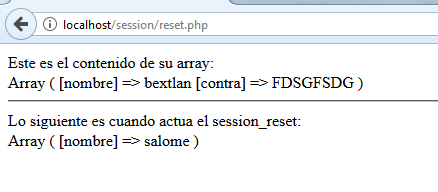 localhost/session/reset.php
Este es el contenido de su array:
Array ( [nombre] => bextlan [contra] => FDSGFSDG )
Lo siguiente es cuando actua el session_reset:
Array ( [nombre] => salome )